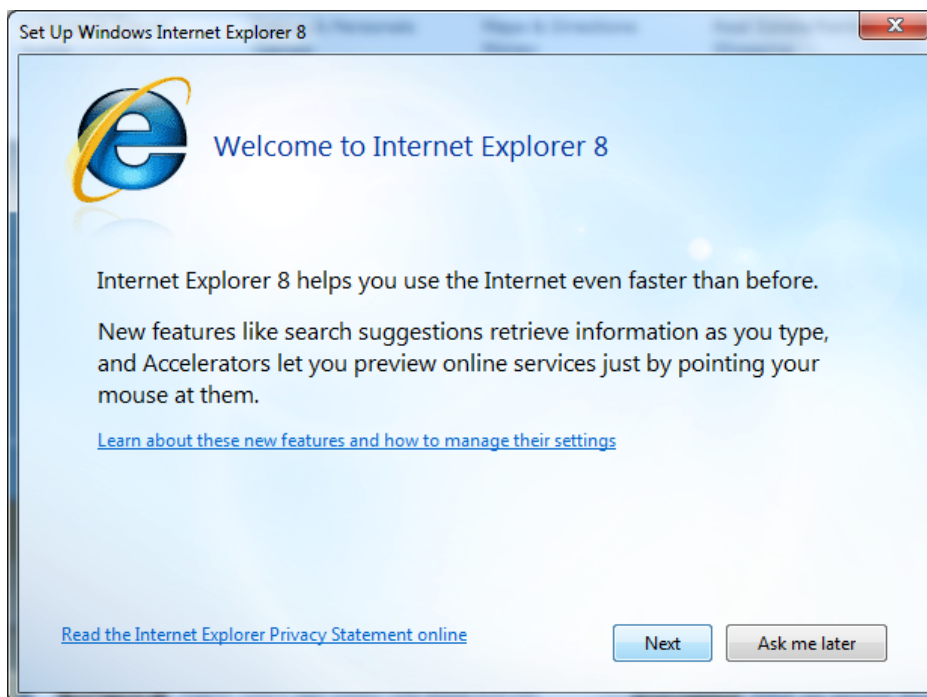 Set Up Windows Internet Explorer 8
Welcome to Internet Explorer 8
Internet Explorer 8 helps you use the Internet even faster than before.
New features like search suggestions retrieve information as you type,
and Accelerators let you preview online services just by pointing your
mouse at them.
Learn about these new features and how to manage their settings
Read the Internet Explorer Privacy Statement online
Next
Ask me later